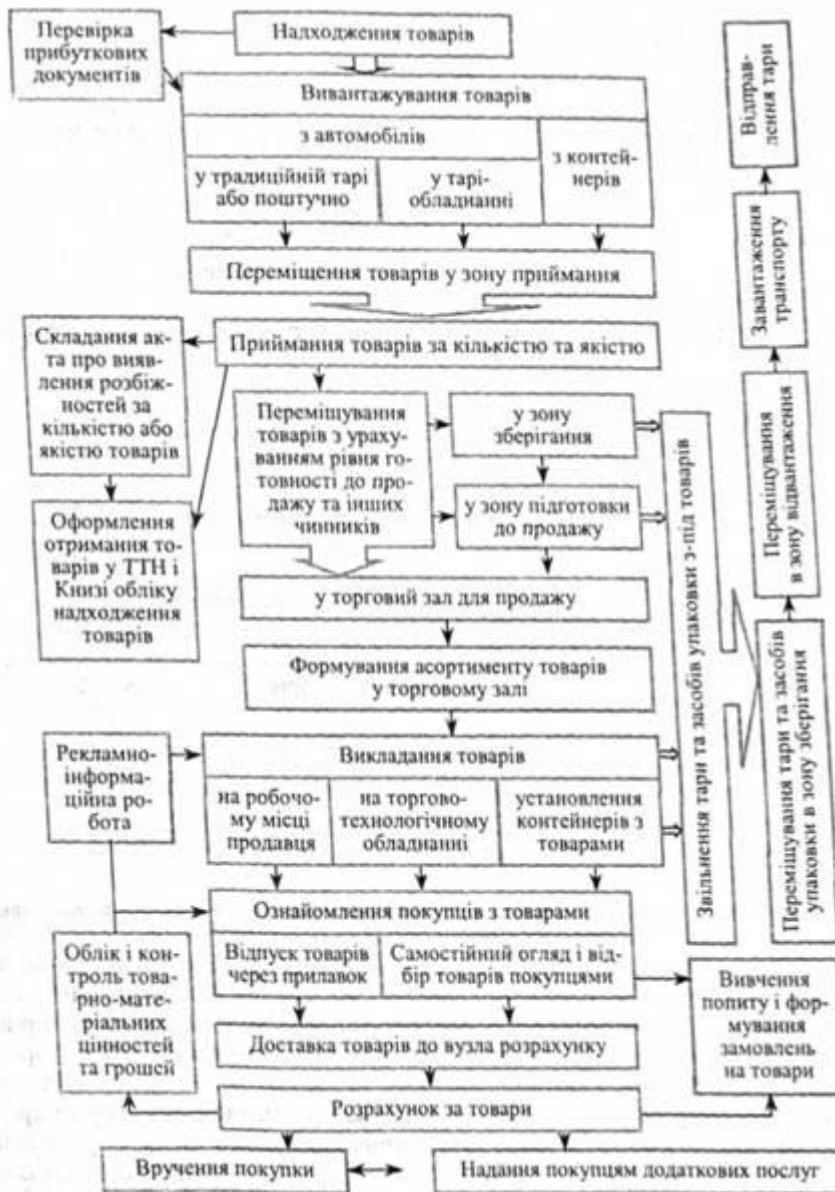 Перевірка
прибуткових
документів
Надходження товарів
Вивантажування товарів
з автомобілів
у традиційній тарі
або поштучно
у тарі-
обладнанні
з контей-
нерів
Переміщення товарів у зону приймання
Приймання товарів за кількістю та якістю
Складання ак-
та про вияв-
лення розбіж-
ностей за
кількістю або
якістю товарів
Оформлення
отримання то-
варів у ТТН і
Книзі обліку
надходження
товарів
Переміщування
товарів з ураху-
ванням рівня го-
товності до про-
дажу та інших
чинників
у зону
зберігання
у зону підготовки
до продажу
у торговий зал для продажу
Формування асортименту товарів
у торговому залі
Рекламно-
інформа-
ційна ро-
бота
Викладання товарів
на робочо-
му місці
продавця
на торгово-
технологічному
обладнанні
установлення
контейнерів з
товарами
Ознайомлення покупців з товарами
Відпуск товарів
через прилавок
Самостійний огляд і від-
бір товарів покупцями
Облік і кон-
троль това-
рно-мате-
ріальних
цінностей
та грошей
Доставка товарів до вузла розрахунку
Розрахунок за товари
Вручення покупки
Надання покупцям додаткових послуг
Вивчення
попиту і фор-
мування
замовлень
на товари
Звільнення тари та засобів упаковки з-під товарів
Переміщування тари та засобів
упаковки в зону зберігання
Переміщування
в зону відвантаження
Завантаження
транспорту
Відправ-
лення тари